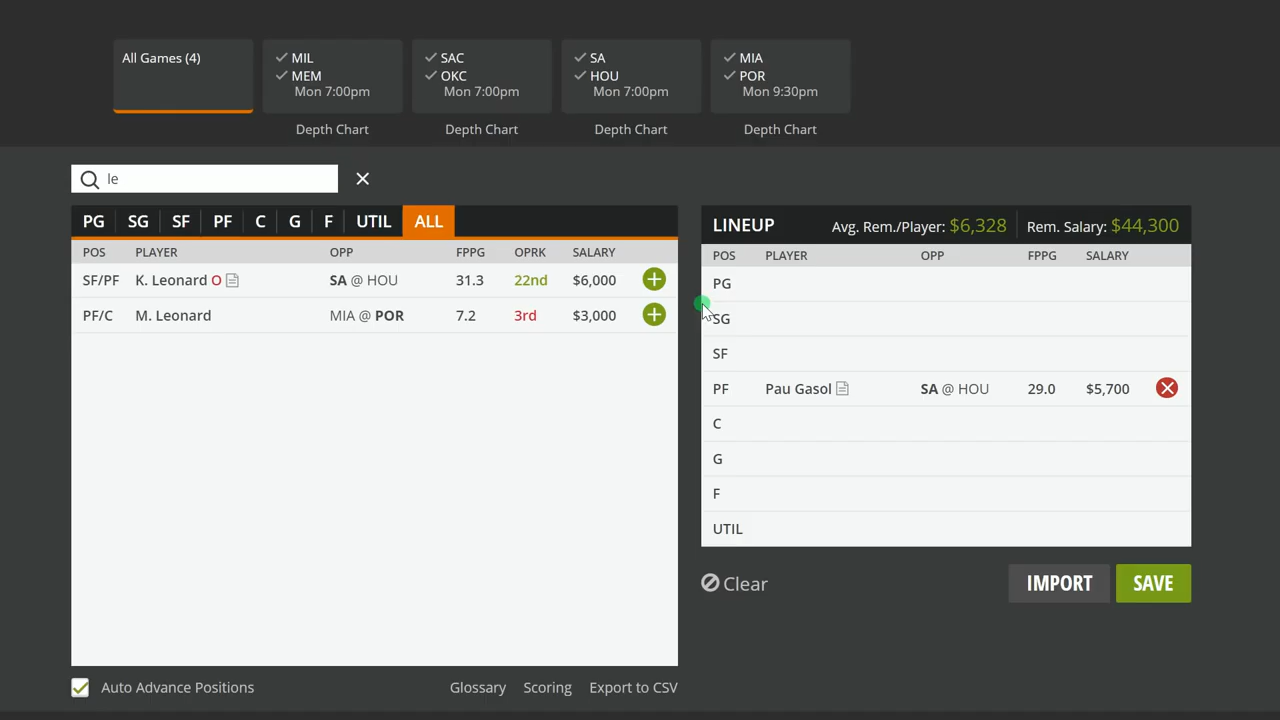 All Games (4)
MIL
MEM
Mon 7:00pm
Depth Chart
SAC
OKC
Mon 7:00pm
Depth Chart
SA
HOU
Mon 7:00pm
Depth Chart
MIA
POR
Mon 9:30pm
Depth Chart
le
PG SG SF PF C G F UTIL ALL
POS PLAYER OPP FPPG OPRK SALARY
SF/PF K. Leonard O SA @ HOU 31.3 22nd $6,000
PF/C M. Leonard MIA @ POR 7.2 3rd $3,000
Auto Advance Positions
Glossary Scoring Export to CSV
LINEUP Avg. Rem./Player: $6,328 Rem. Salary: $44,300
POS PLAYER OPP FPPG SALARY
PG
SG
SF
PF Pau Gasol SA @ HOU 29.0 $5,700
C
G
F
UTIL
Clear IMPORT SAVE